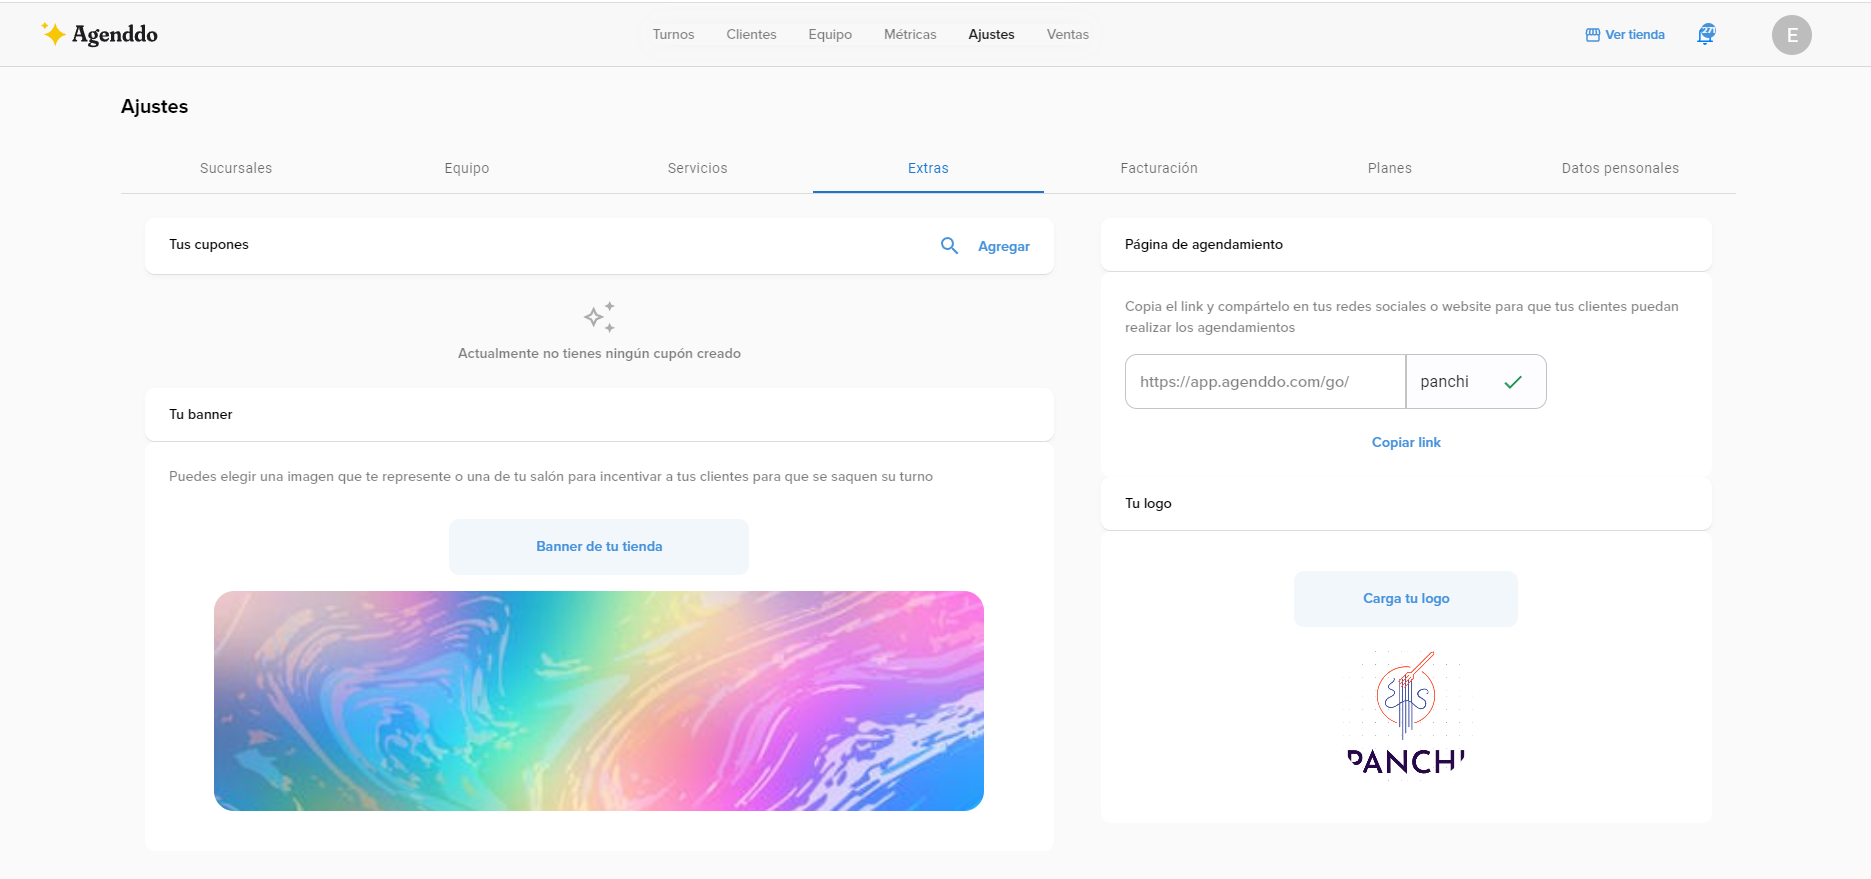 Agenddo
Turnos Clientes Equipo Métricas Ajustes Ventas
Ver tienda
E
Ajustes
Sucursales Equipo Servicios Extras Facturación Planes Datos pensonales
Tus cupones
Agregar
Actualmente no tienes ningún cupón creado
Tu banner
Puedes elegir una imagen que te represente o una de tu salón para incentivar a tus clientes para que se saquen su turno
Banner de tu tienda
Página de agendamiento
Copia el link y compártelo en tus redes sociales o website para que tus clientes puedan
realizar los agendamientos
https://app.agenddo.com/go/ panchi
Copiar link
Tu logo
Carga tu logo
PANCHI